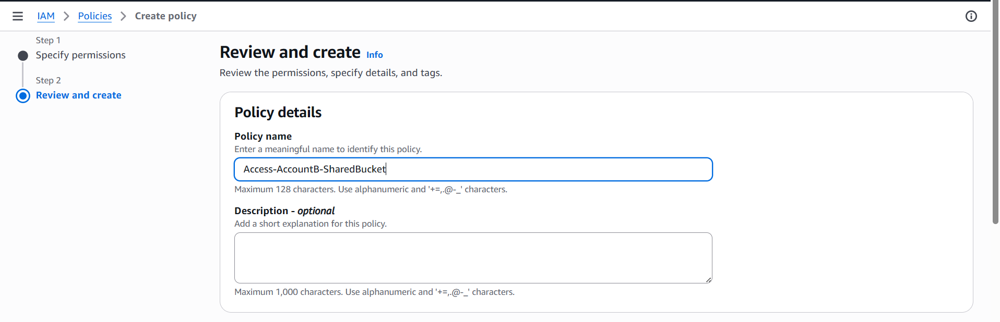 IAM > Policies > Create policy
Step 1
Specify permissions
Step 2
Review and create
Review and create Info
Review the permissions, specify details, and tags.
Policy details
Policy name
Enter a meaningful name to identify this policy.
Access-AccountB-SharedBucket
Maximum 128 characters. Use alphanumeric and '+=,.@-_' characters.
Description - optional
Add a short explanation for this policy.
Maximum 1,000 characters. Use alphanumeric and '+=,.@-_' characters.